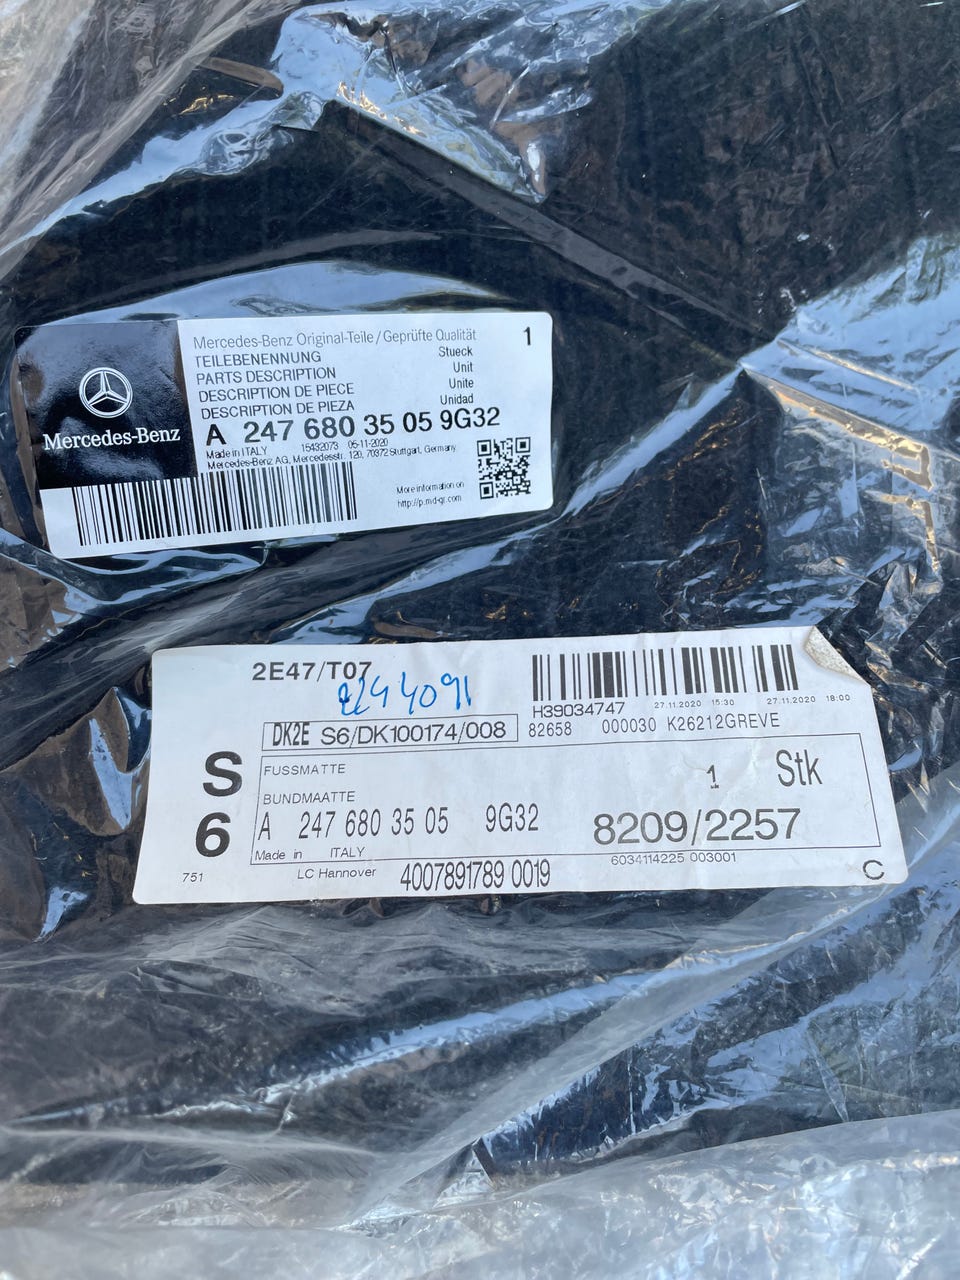 Mercedes-Benz
Mercedes-Benz Original-Teile / Geprüfte Qualität 1
TEILEBENENNUNG Stueck
PARTS DESCRIPTION Unit
DESCRIPTION DE PIECE Unite
DESCRIPTION DE PIEZA Unidad
A 247 680 35 05 9G32
Made in ITALY 15432073 05-11-2020
Mercedes-Benz AG, Mercedesstr. 120, 70372 Stuttgart, Germany
More information on
http://p.md-qr.com
2E47/T07
2294091
H39034747 27.11.2020 15:30 27.11.2020 18:00
DK2E S6/DK100174/008 82658 000030 K26212GREVE
S
6
FUSSMATTE 1 Stk
BUNDMAATTE
A 247 680 35 05 9G32 8209/2257
Made in ITALY 6034114225 003001
751 LC Hannover 4007891789 0019 C